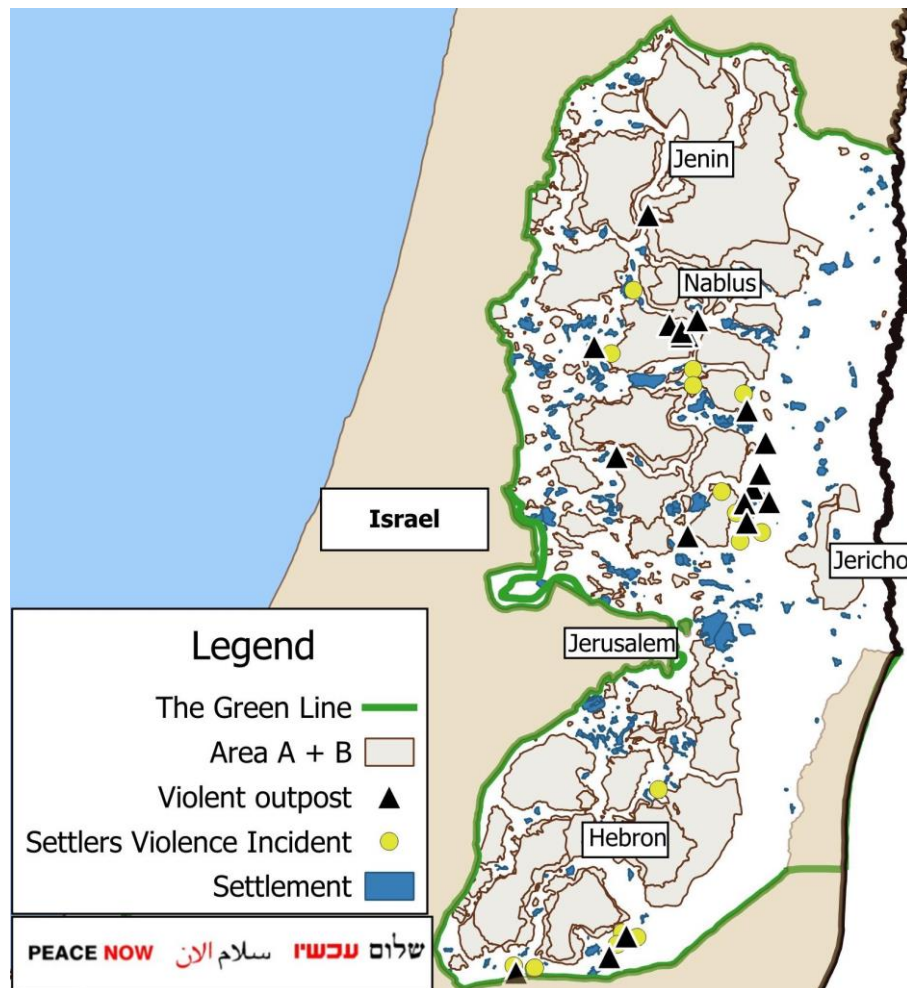 Jenin
Nablus
Israel
Jericho
Jerusalem
Hebron
Legend
The Green Line
Area A + B
Violent outpost
Settlers Violence Incident
Settlement
PEACE NOW سلام الان שלום עכשיו